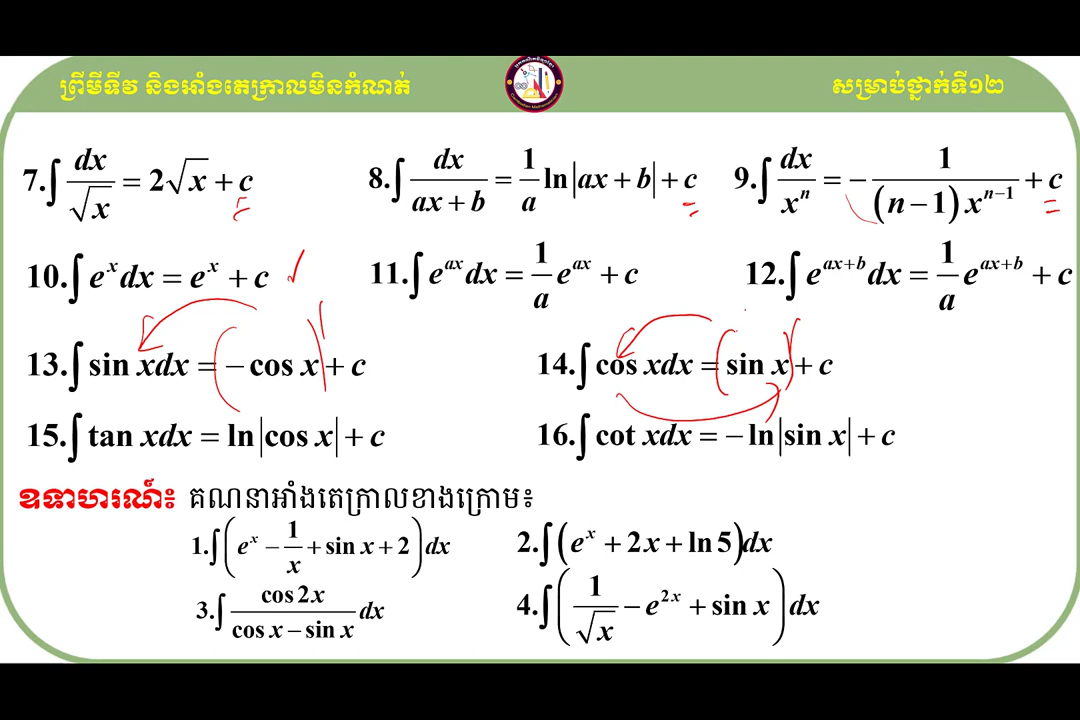 ព្រីមីទីវ និងអាំងតេក្រាលមិនកំណត់ សម្រាប់ថ្នាក់ទី១២
7.∫ dx/√x = 2√x + c 8.∫ dx/(ax + b) = 1/a ln|ax + b| + c 9.∫ dx/xⁿ = − 1/((n − 1)xⁿ⁻¹) + c
10.∫ eˣ dx = eˣ + c 11.∫ e^(ax) dx = 1/a e^(ax) + c 12.∫ e^(ax+b) dx = 1/a e^(ax+b) + c
13.∫ sin xdx = − cos x + c 14.∫ cos xdx = sin x + c
15.∫ tan xdx = ln|cos x| + c 16.∫ cot xdx = − ln|sin x| + c
ឧទាហរណ៍៖ គណនាអាំងតេក្រាលខាងក្រោម៖
1.∫(eˣ − 1/x + sin x + 2)dx 2.∫(eˣ + 2x + ln 5)dx
3.∫ cos 2x/(cos x − sin x) dx 4.∫(1/√x − e^(2x) + sin x)dx